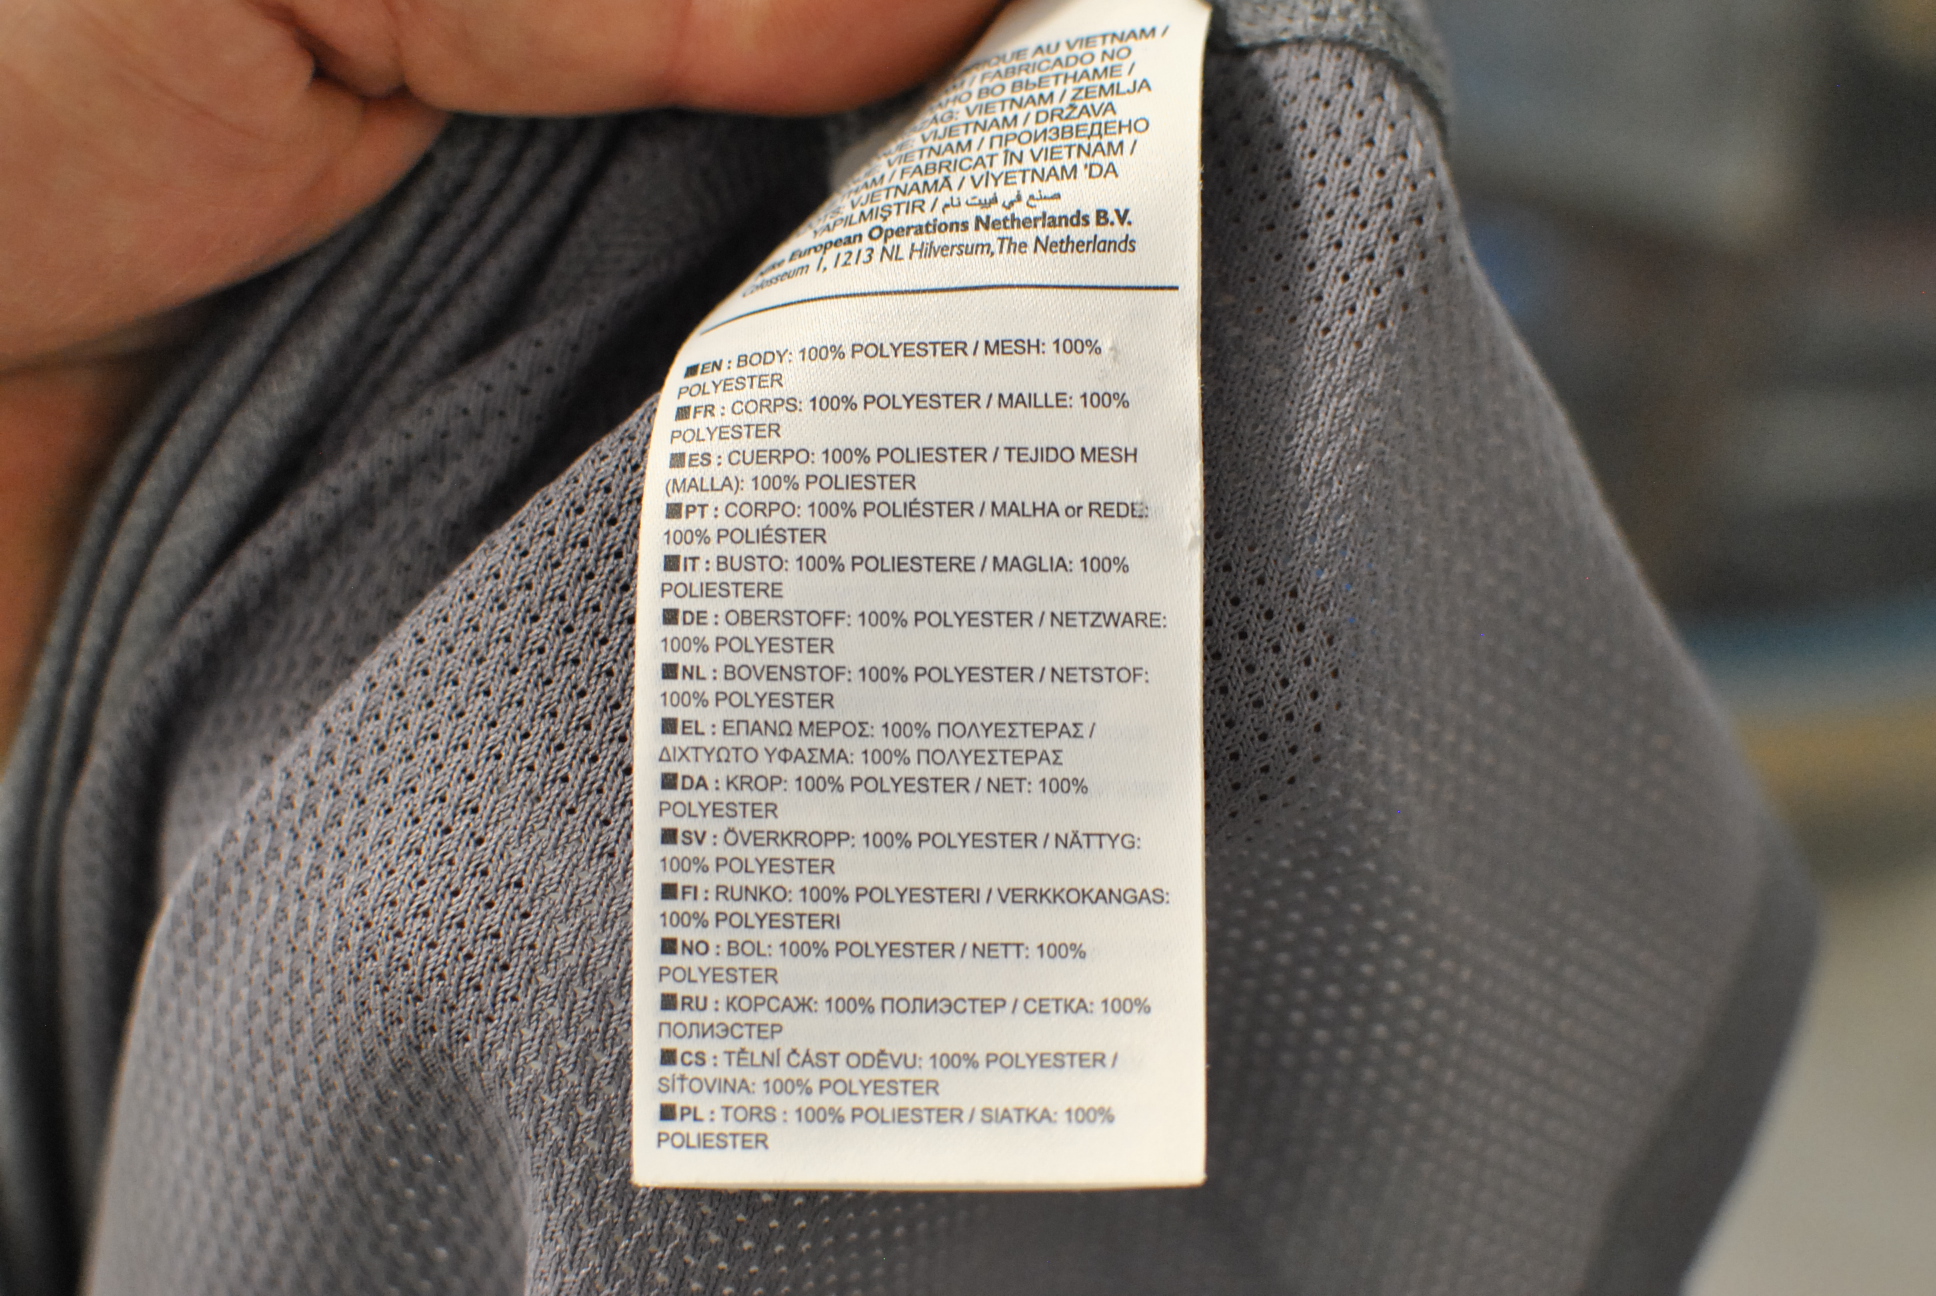 AU VIETNAM /
/ FABRICADO NO
ВО ВЬЕТНАМЕ /
VIETNAM / ZEMLJA
VIJETNAM / DRŽAVA
VIETNAM / ПРОИЗВЕДЕНО
/ FABRICAT ÎN VIETNAM /
VJETNAMĀ / VİYETNAM 'DA
YAPILMIŞTIR / صنع في فييت نام
European Operations Netherlands B.V.
Colosseum 1, 1213 NL Hilversum, The Netherlands
EN : BODY: 100% POLYESTER / MESH: 100%
POLYESTER
FR : CORPS: 100% POLYESTER / MAILLE: 100%
POLYESTER
ES : CUERPO: 100% POLIESTER / TEJIDO MESH
(MALLA): 100% POLIESTER
PT : CORPO: 100% POLIÉSTER / MALHA or REDE:
100% POLIÉSTER
IT : BUSTO: 100% POLIESTERE / MAGLIA: 100%
POLIESTERE
DE : OBERSTOFF: 100% POLYESTER / NETZWARE:
100% POLYESTER
NL : BOVENSTOF: 100% POLYESTER / NETSTOF:
100% POLYESTER
EL : ΕΠΑΝΩ ΜΕΡΟΣ: 100% ΠΟΛΥΕΣΤΕΡΑΣ /
ΔΙΧΤΥΩΤΟ ΥΦΑΣΜΑ: 100% ΠΟΛΥΕΣΤΕΡΑΣ
DA : KROP: 100% POLYESTER / NET: 100%
POLYESTER
SV : ÖVERKROPP: 100% POLYESTER / NÄTTYG:
100% POLYESTER
FI : RUNKO: 100% POLYESTERI / VERKKOKANGAS:
100% POLYESTERI
NO : BOL: 100% POLYESTER / NETT: 100%
POLYESTER
RU : КОРСАЖ: 100% ПОЛИЭСТЕР / СЕТКА: 100%
ПОЛИЭСТЕР
CS : TĚLNÍ ČÁST ODĚVU: 100% POLYESTER /
SÍŤOVINA: 100% POLYESTER
PL : TORS : 100% POLIESTER / SIATKA: 100%
POLIESTER